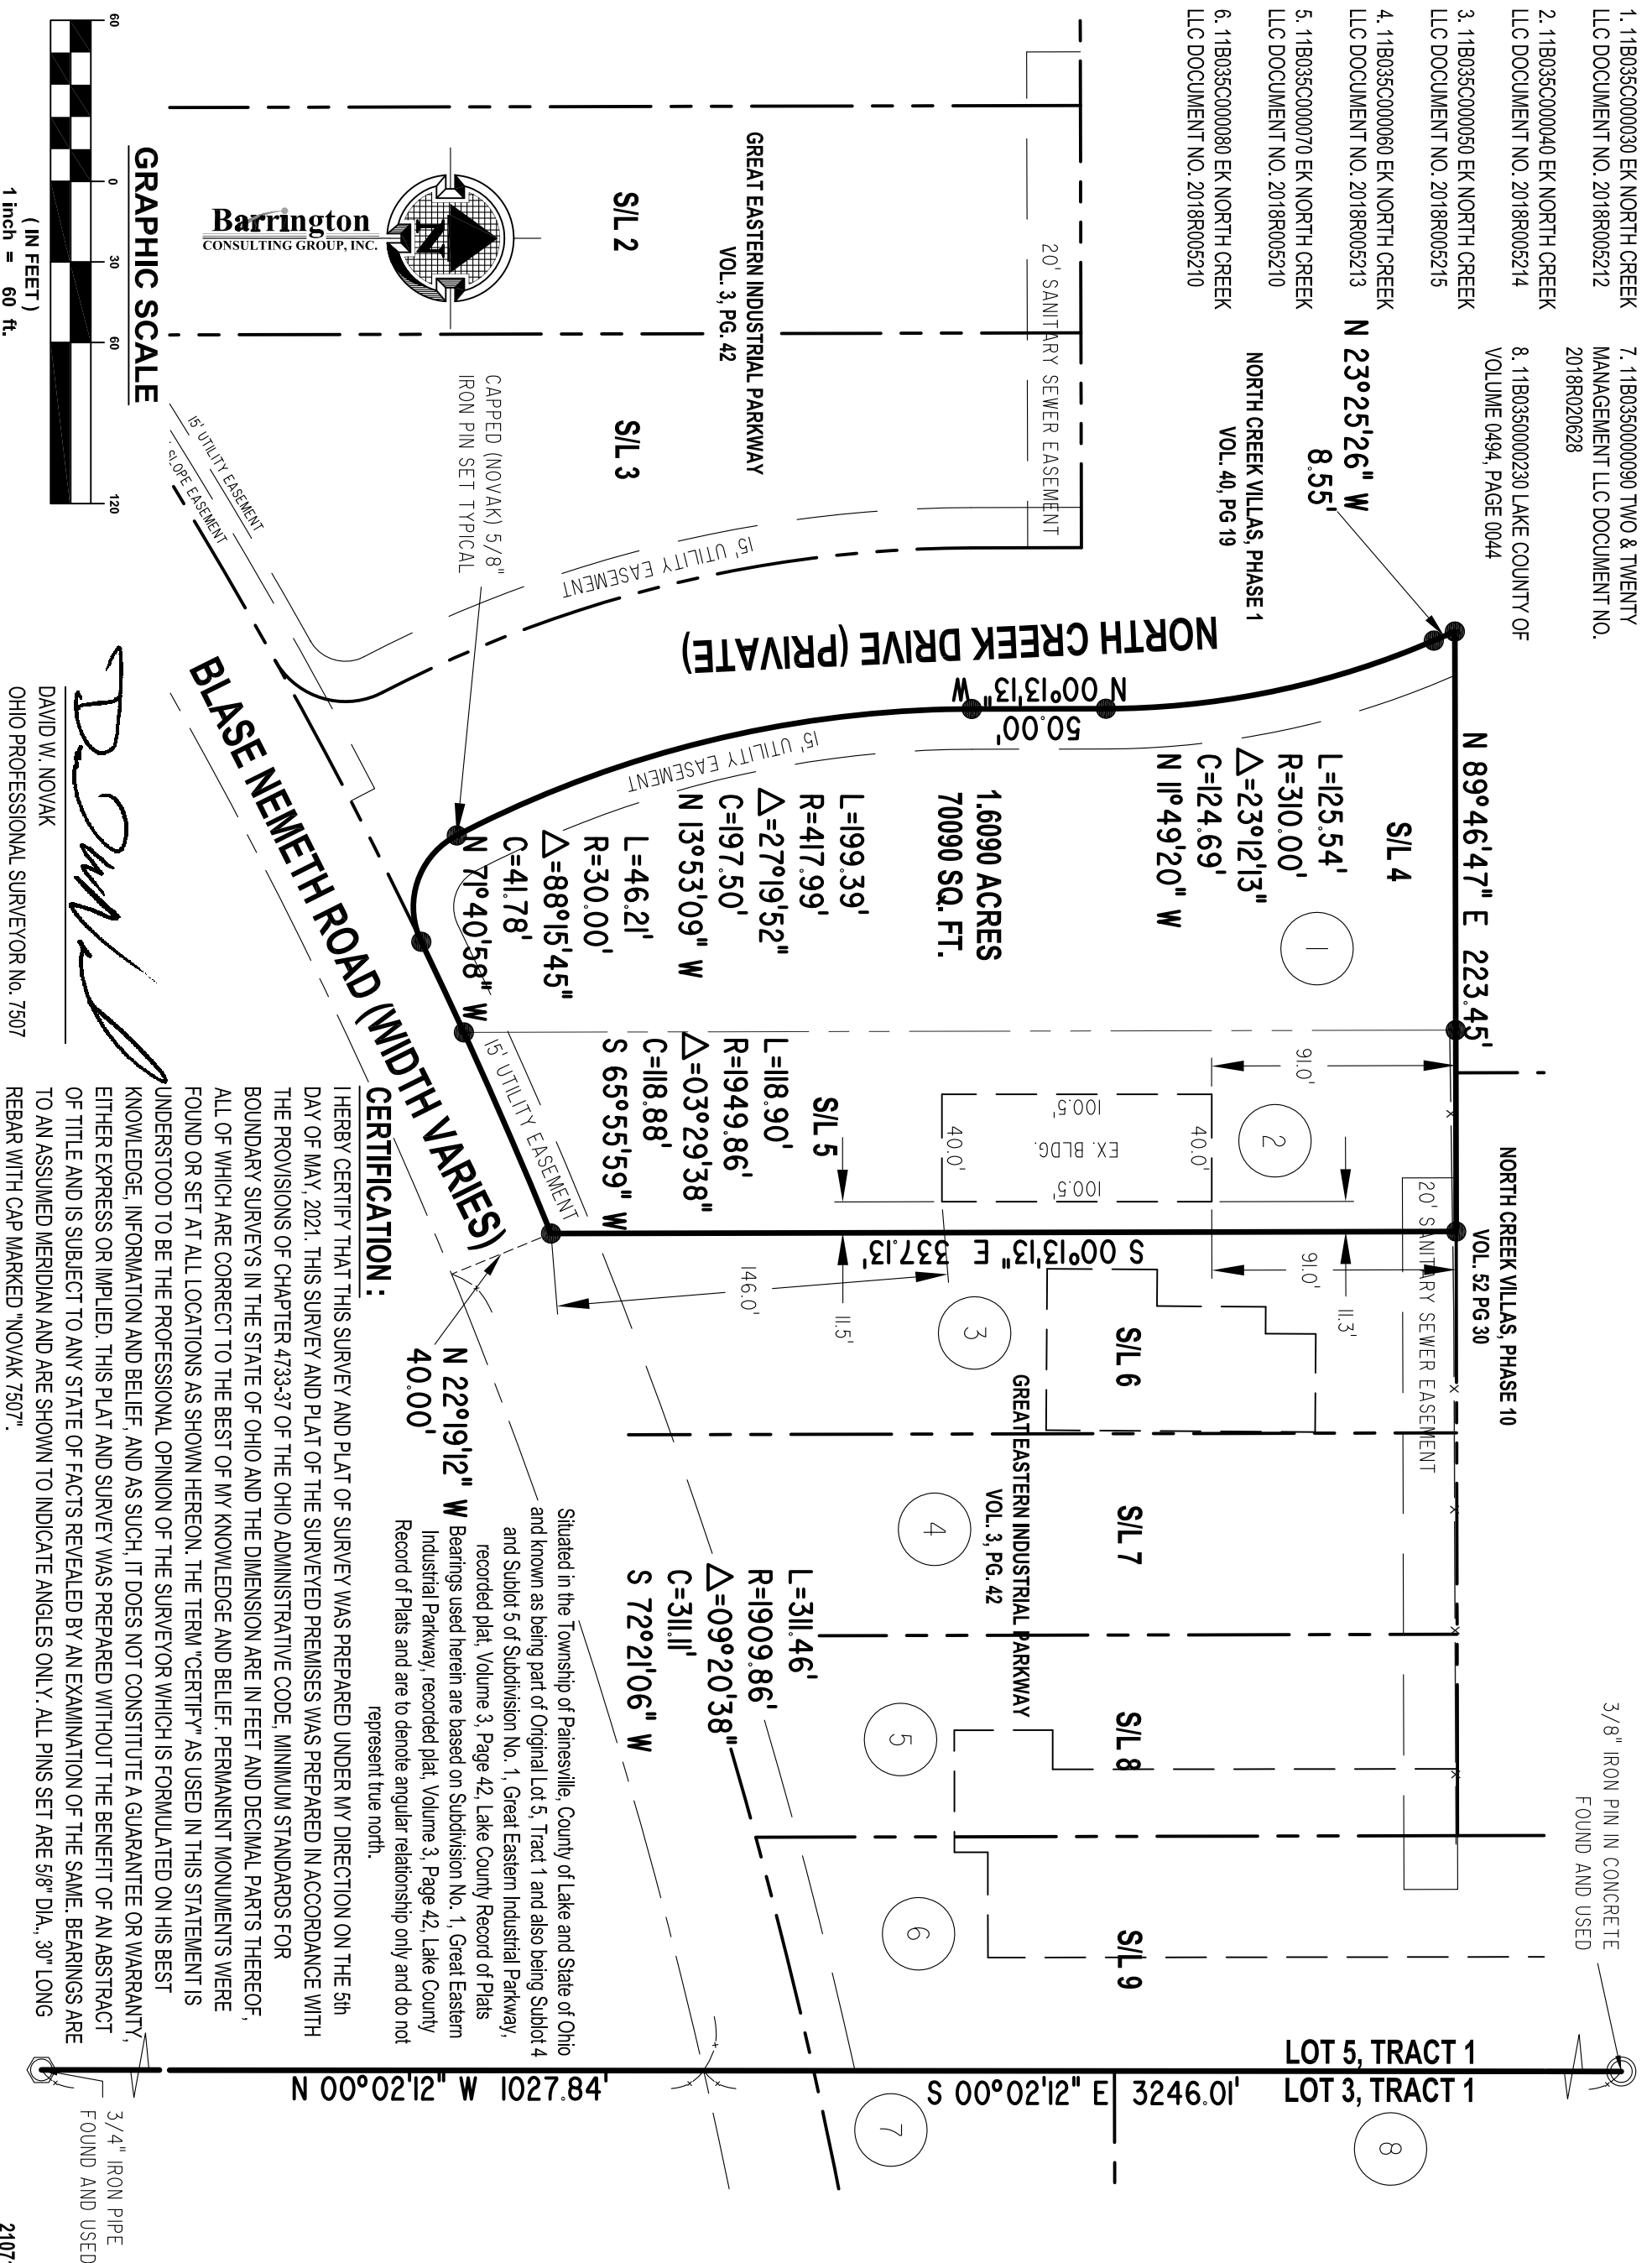 1. 11B035C000030 EK NORTH CREEK
LLC DOCUMENT NO. 2018R005212
2. 11B035C000040 EK NORTH CREEK
LLC DOCUMENT NO. 2018R005214
3. 11B035C000050 EK NORTH CREEK
LLC DOCUMENT NO. 2018R005215
4. 11B035C000060 EK NORTH CREEK
LLC DOCUMENT NO. 2018R005213
5. 11B035C000070 EK NORTH CREEK
LLC DOCUMENT NO. 2018R005210
6. 11B035C000080 EK NORTH CREEK
LLC DOCUMENT NO. 2018R005210
7. 11B0350000090 TWO & TWENTY
MANAGEMENT LLC DOCUMENT NO.
2018R020628
8. 11B0350000230 LAKE COUNTY OF
VOLUME 0494, PAGE 0044
N 23°25'26" W
8.55'
NORTH CREEK VILLAS, PHASE 1
VOL. 40, PG 19
N 89°46'47" E 223.45'
NORTH CREEK VILLAS, PHASE 10
VOL. 52 PG 30
3/8" IRON PIN IN CONCRETE
FOUND AND USED
20' SANITARY SEWER EASEMENT
20' SANITARY SEWER EASEMENT
S/L 4
1
L=125.54'
R=310.00'
△=23°12'13"
C=124.69'
N 11°49'20" W
91.0'
2
40.0'
100.5'
EX. BLDG.
100.5'
40.0'
11.3'
91.0'
S 00°13'13" E 337.13'
11.5'
146.0'
NORTH CREEK DRIVE (PRIVATE)
N 00°13'13" W
50.00'
15' UTILITY EASEMENT
15' UTILITY EASEMENT
1.6090 ACRES
70090 SQ. FT.
L=199.39'
R=417.99'
△=27°19'52"
C=197.50'
N 13°53'09" W
L=46.21'
R=30.00'
△=88°15'45"
C=41.78'
N 71°40'58" W
S/L 5
L=118.90'
R=1949.86'
△=03°29'38"
C=118.88'
S 65°55'59" W
15' UTILITY EASEMENT
S/L 6
3
S/L 7
4
GREAT EASTERN INDUSTRIAL PARKWAY
VOL. 3, PG. 42
S/L 8
5
S/L 9
6
LOT 5, TRACT 1
LOT 3, TRACT 1
S 00°02'12" E 3246.01'
8
7
N 00°02'12" W 1027.84'
3/4" IRON PIPE
FOUND AND USED
L=311.46'
R=1909.86'
△=09°20'38"
C=311.11'
S 72°21'06" W
N 22°19'12" W
40.00'
GREAT EASTERN INDUSTRIAL PARKWAY
VOL. 3, PG. 42
S/L 2
S/L 3
CAPPED (NOVAK) 5/8"
IRON PIN SET TYPICAL
15' UTILITY EASEMENT
SLOPE EASEMENT
BLASE NEMETH ROAD (WIDTH VARIES)
N
Barrington
CONSULTING GROUP, INC.
GRAPHIC SCALE
60 0 30 60 120
( IN FEET )
1 inch = 60 ft.
DAVID W. NOVAK
OHIO PROFESSIONAL SURVEYOR No. 7507
Situated in the Township of Painesville, County of Lake and State of Ohio
and known as being part of Original Lot 5, Tract 1 and also being Sublot 4
and Sublot 5 of Subdivision No. 1, Great Eastern Industrial Parkway,
recorded plat, Volume 3, Page 42, Lake County Record of Plats
Bearings used herein are based on Subdivision No. 1, Great Eastern
Industrial Parkway, recorded plat, Volume 3, Page 42, Lake County
Record of Plats and are to denote angular relationship only and do not
represent true north.
CERTIFICATION :
I HERBY CERTIFY THAT THIS SURVEY AND PLAT OF SURVEY WAS PREPARED UNDER MY DIRECTION ON THE 5th
DAY OF MAY, 2021. THIS SURVEY AND PLAT OF THE SURVEYED PREMISES WAS PREPARED IN ACCORDANCE WITH
THE PROVISIONS OF CHAPTER 4733-37 OF THE OHIO ADMINISTRATIVE CODE, MINIMUM STANDARDS FOR
BOUNDARY SURVEYS IN THE STATE OF OHIO AND THE DIMENSION ARE IN FEET AND DECIMAL PARTS THEREOF,
ALL OF WHICH ARE CORRECT TO THE BEST OF MY KNOWLEDGE AND BELIEF. PERMANENT MONUMENTS WERE
FOUND OR SET AT ALL LOCATIONS AS SHOWN HEREON. THE TERM "CERTIFY" AS USED IN THIS STATEMENT IS
UNDERSTOOD TO BE THE PROFESSIONAL OPINION OF THE SURVEYOR WHICH IS FORMULATED ON HIS BEST
KNOWLEDGE, INFORMATION AND BELIEF, AND AS SUCH, IT DOES NOT CONSTITUTE A GUARANTEE OR WARRANTY,
EITHER EXPRESS OR IMPLIED. THIS PLAT AND SURVEY WAS PREPARED WITHOUT THE BENEFIT OF AN ABSTRACT
OF TITLE AND IS SUBJECT TO ANY STATE OF FACTS REVEALED BY AN EXAMINATION OF THE SAME. BEARINGS ARE
TO AN ASSUMED MERIDIAN AND ARE SHOWN TO INDICATE ANGLES ONLY. ALL PINS SET ARE 5/8" DIA., 30" LONG
REBAR WITH CAP MARKED "NOVAK 7507".